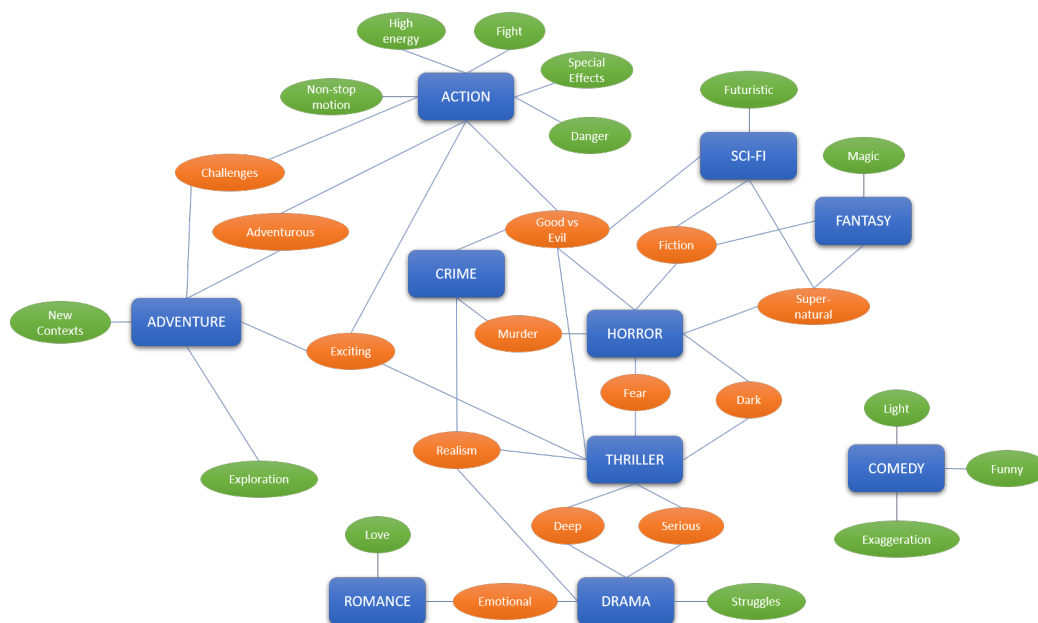 High
energy
Fight
Special
Effects
Non-stop
motion
ACTION
Futuristic
Danger
SCI-FI
Magic
Challenges
Adventurous
Good vs
Evil
Fiction
FANTASY
CRIME
New
Contexts
ADVENTURE
Exciting
Murder
HORROR
Super-
natural
Fear
Dark
Light
Realism
THRILLER
COMEDY
Funny
Exploration
Deep
Serious
Exaggeration
Love
ROMANCE
Emotional
DRAMA
Struggles